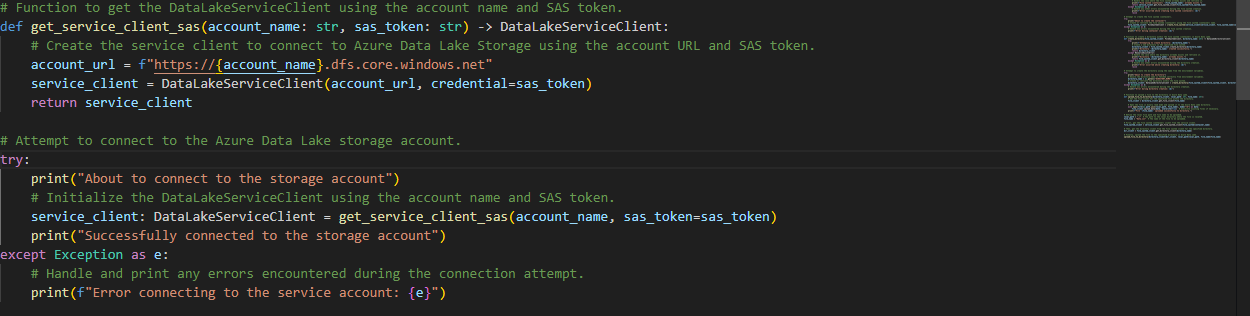 # Function to get the DataLakeServiceClient using the account name and SAS token.
def get_service_client_sas(account_name: str, sas_token: str) -> DataLakeServiceClient:
    # Create the service client to connect to Azure Data Lake Storage using the account URL and SAS token.
    account_url = f"https://{account_name}.dfs.core.windows.net"
    service_client = DataLakeServiceClient(account_url, credential=sas_token)
    return service_client

# Attempt to connect to the Azure Data Lake storage account.
try:
    print("About to connect to the storage account")
    # Initialize the DataLakeServiceClient using the account name and SAS token.
    service_client: DataLakeServiceClient = get_service_client_sas(account_name, sas_token=sas_token)
    print("Successfully connected to the storage account")
except Exception as e:
    # Handle and print any errors encountered during the connection attempt.
    print(f"Error connecting to the service account: {e}")